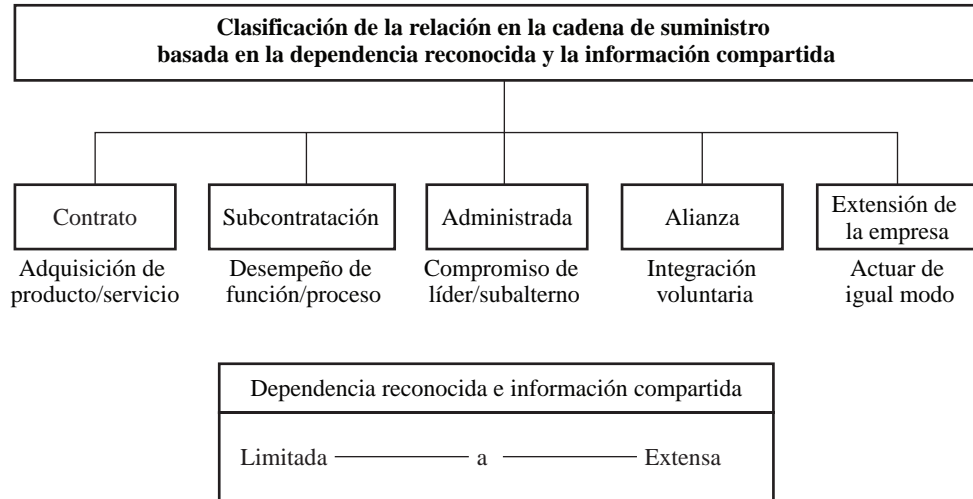 Clasificación de la relación en la cadena de suministro
basada en la dependencia reconocida y la información compartida
Contrato
Adquisición de
producto/servicio
Subcontratación
Desempeño de
función/proceso
Administrada
Compromiso de
líder/subalterno
Alianza
Integración
voluntaria
Extensión de
la empresa
Actuar de
igual modo
Dependencia reconocida e información compartida
Limitada a Extensa